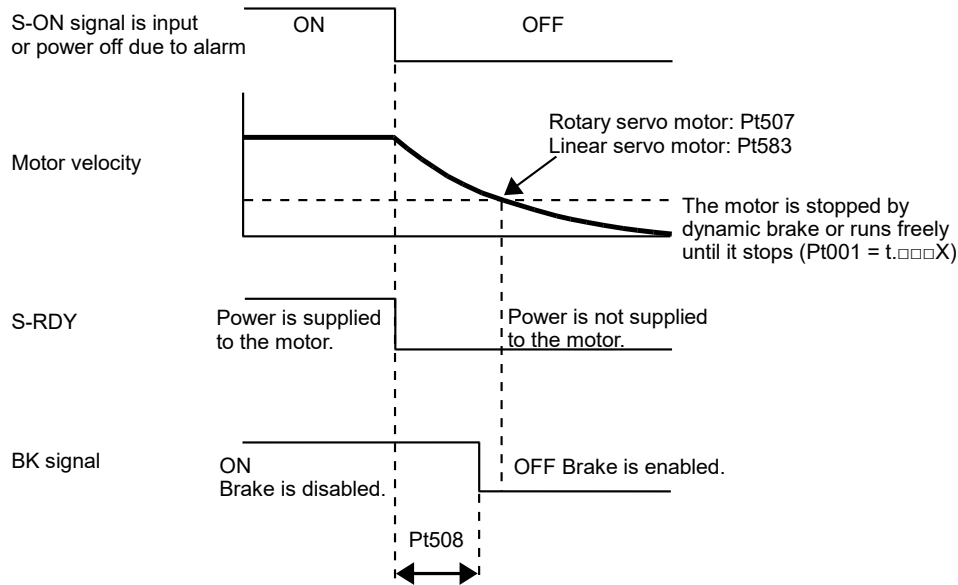 S-ON signal is input
or power off due to alarm
ON
OFF
Rotary servo motor: Pt507
Linear servo motor: Pt583
Motor velocity
The motor is stopped by
dynamic brake or runs freely
until it stops (Pt001 = t.□□□X)
S-RDY
Power is supplied
to the motor.
Power is not supplied
to the motor.
BK signal
ON
Brake is disabled.
OFF Brake is enabled.
Pt508